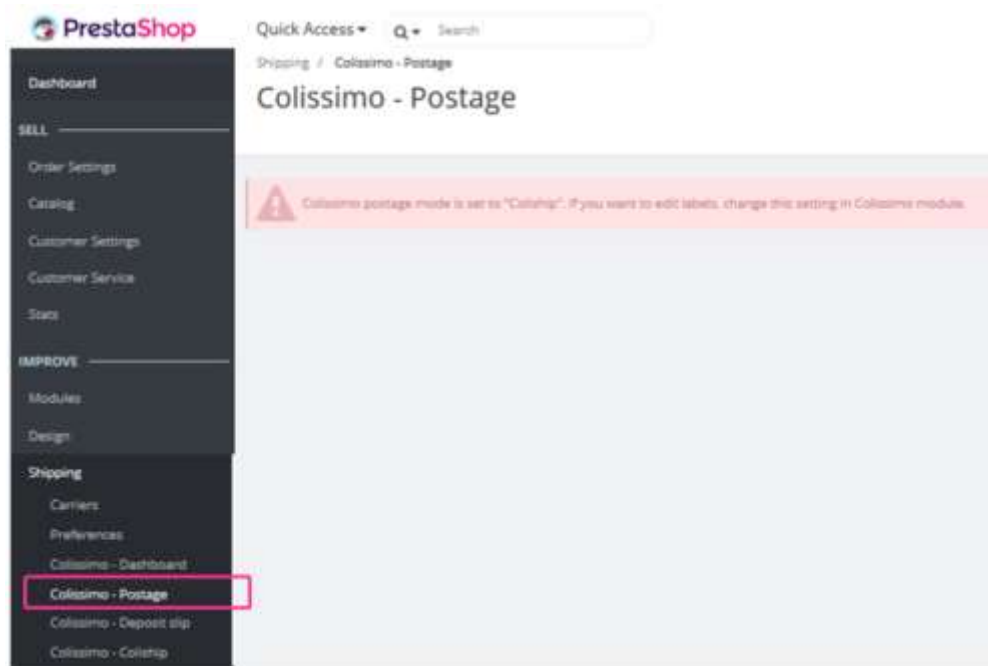 PrestaShop
Quick Access
Search
Shipping / Colissimo - Postage
Colissimo - Postage
Dashboard
SELL
Order Settings
Catalog
Customer Settings
Customer Service
Stats
Colissimo postage mode is set to "Coliship". If you want to edit labels, change this setting in Colissimo module.
IMPROVE
Modules
Design
Shipping
Carriers
Preferences
Colissimo - Dashboard
Colissimo - Postage
Colissimo - Deposit slip
Colissimo - Coliship